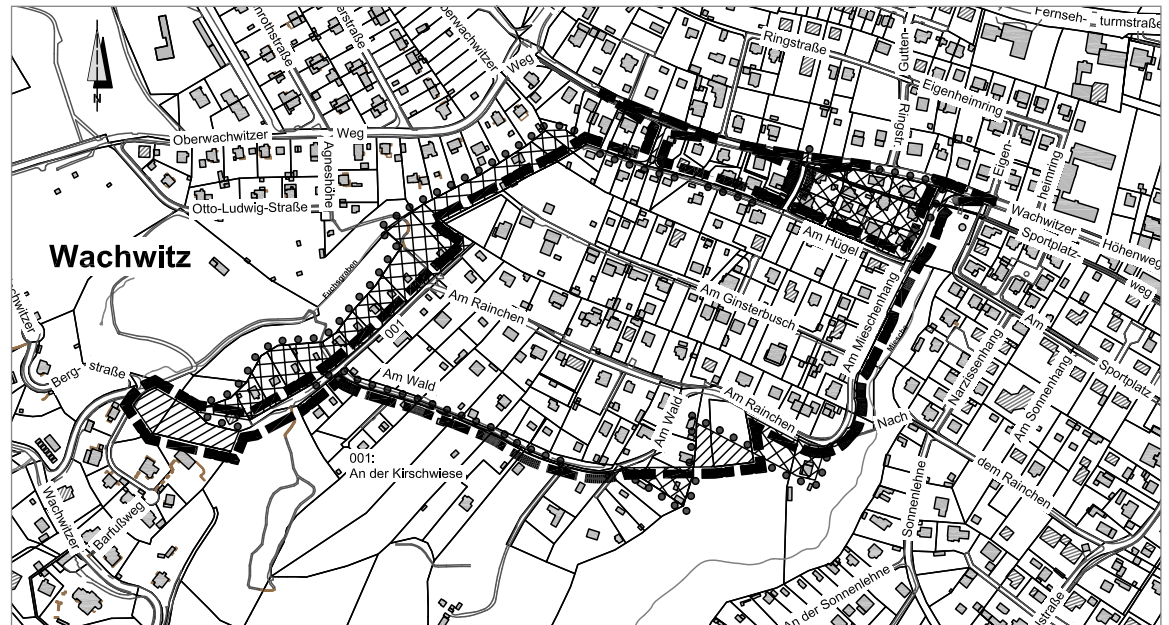 Fernseh-
turmstraße
Ringstraße
Gutten-
Ringstr.
Eigenheimring
Eigen-
heimring
Weg
Oberwachwitzer
Weg
Agneshöhe
Otto-Ludwig-Straße
Wachwitz
Fuchsgraben
Wachwitzer
Höhenweg
Sportplatz-
weg
Am Hügel
Am Ginsterbusch
Am Mieschenhang
Am Rainchen
001
Am Wald
Berg-
straße
Am Wald
Am Rainchen
Nach
dem Rainchen
Narzissenhang
Am Sonnenhang
Am
Sportplatz
Sonnenlehne
An der Sonnenlehne
001:
An der Kirschwiese
Wachwitzer
Barfußweg
N